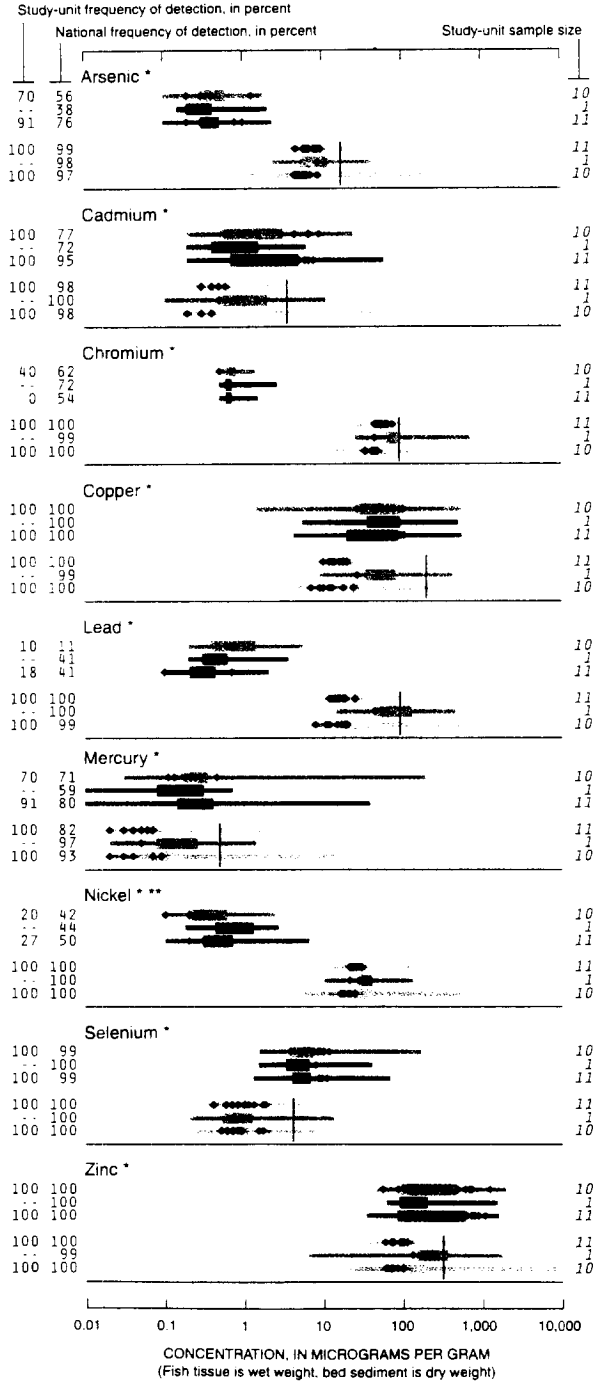 Study-unit frequency of detection, in percent
National frequency of detection, in percent
Study-unit sample size
Arsenic *
70 56 10
-- 38 1
91 76 11
100 99 11
-- 98 1
100 97 10
Cadmium *
100 77 10
-- 72 1
100 95 11
100 98 11
-- 100 1
100 98 10
Chromium *
40 62 10
-- 72 1
0 54 11
100 100 11
-- 99 1
100 100 10
Copper *
100 100 10
-- 100 1
100 100 11
100 100 11
-- 99 1
100 100 10
Lead *
10 11 10
-- 41 1
18 41 11
100 100 11
-- 100 1
100 99 10
Mercury *
70 71 10
-- 59 1
91 80 11
100 82 11
-- 97 1
100 93 10
Nickel * **
20 42 10
-- 44 1
27 50 11
100 100 11
-- 100 1
100 100 10
Selenium *
100 99 10
-- 100 1
100 99 11
100 100 11
-- 100 1
100 100 10
Zinc *
100 100 10
-- 100 1
100 100 11
100 100 11
-- 99 1
100 100 10
0.01 0.1 1 10 100 1,000 10,000
CONCENTRATION, IN MICROGRAMS PER GRAM
(Fish tissue is wet weight, bed sediment is dry weight)